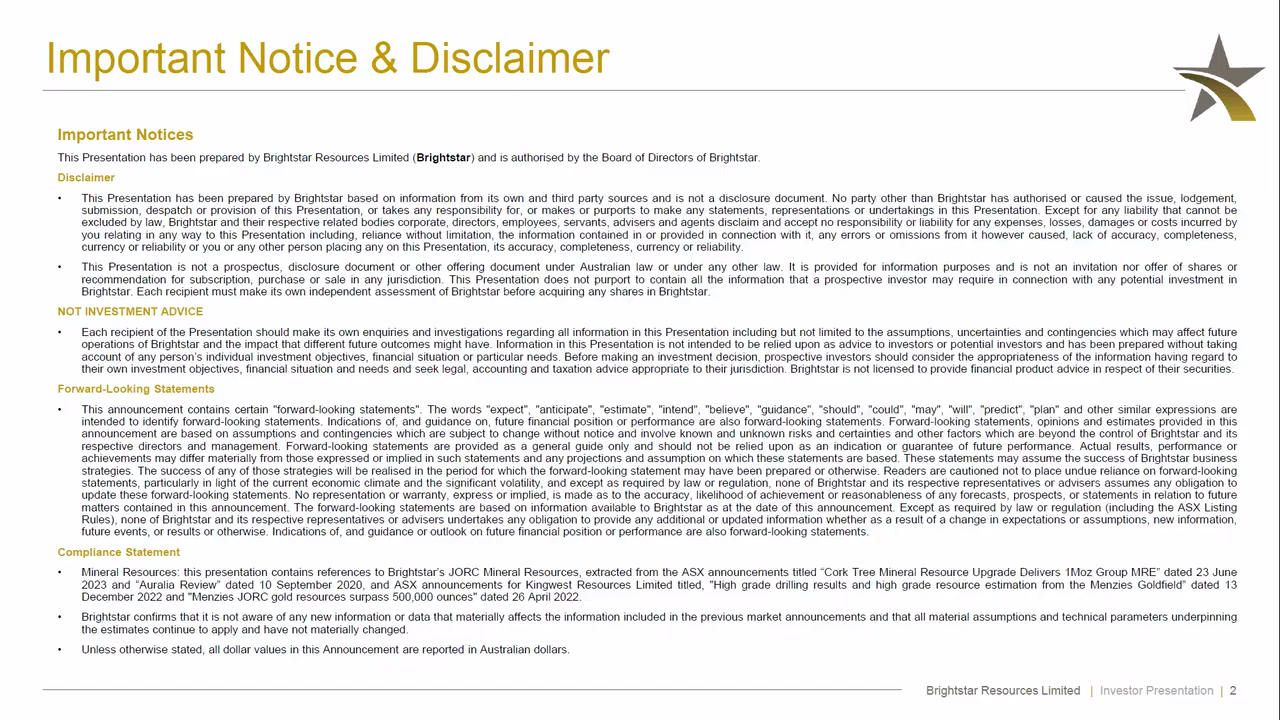 Important Notice & Disclaimer
Important Notices
This Presentation has been prepared by Brightstar Resources Limited (Brightstar) and is authorised by the Board of Directors of Brightstar.
Disclaimer
• This Presentation has been prepared by Brightstar based on information from its own and third party sources and is not a disclosure document. No party other than Brightstar has authorised or caused the issue, lodgement,
submission, despatch or provision of this Presentation, or takes any responsibility for, or makes or purports to make any statements, representations or undertakings in this Presentation. Except for any liability that cannot be
excluded by law, Brightstar and their respective related bodies corporate, directors, employees, servants, advisers and agents disclaim and accept no responsibility or liability for any expenses, losses, damages or costs incurred by
you relating in any way to this Presentation including, reliance without limitation, the information contained in or provided in connection with it, any errors or omissions from it however caused, lack of accuracy, completeness,
currency or reliability or you or any other person placing any on this Presentation, its accuracy, completeness, currency or reliability.
• This Presentation is not a prospectus, disclosure document or other offering document under Australian law or under any other law. It is provided for information purposes and is not an invitation nor offer of shares or
recommendation for subscription, purchase or sale in any jurisdiction. This Presentation does not purport to contain all the information that a prospective investor may require in connection with any potential investment in
Brightstar. Each recipient must make its own independent assessment of Brightstar before acquiring any shares in Brightstar.
NOT INVESTMENT ADVICE
• Each recipient of the Presentation should make its own enquiries and investigations regarding all information in this Presentation including but not limited to the assumptions, uncertainties and contingencies which may affect future
operations of Brightstar and the impact that different future outcomes might have. Information in this Presentation is not intended to be relied upon as advice to investors or potential investors and has been prepared without taking
account of any person's individual investment objectives, financial situation or particular needs. Before making an investment decision, prospective investors should consider the appropriateness of the information having regard to
their own investment objectives, financial situation and needs and seek legal, accounting and taxation advice appropriate to their jurisdiction. Brightstar is not licensed to provide financial product advice in respect of their securities.
Forward-Looking Statements
• This announcement contains certain "forward-looking statements". The words "expect", "anticipate", "estimate", "intend", "believe", "guidance", "should", "could", "may", "will", "predict", "plan" and other similar expressions are
intended to identify forward-looking statements. Indications of, and guidance on, future financial position or performance are also forward-looking statements. Forward-looking statements, opinions and estimates provided in this
announcement are based on assumptions and contingencies which are subject to change without notice and involve known and unknown risks and certainties and other factors which are beyond the control of Brightstar and its
respective directors and management. Forward-looking statements are provided as a general guide only and should not be relied upon as an indication or guarantee of future performance. Actual results, performance or
achievements may differ materially from those expressed or implied in such statements and any projections and assumption on which these statements are based. These statements may assume the success of Brightstar business
strategies. The success of any of those strategies will be realised in the period for which the forward-looking statement may have been prepared or otherwise. Readers are cautioned not to place undue reliance on forward-looking
statements, particularly in light of the current economic climate and the significant volatility, and except as required by law or regulation, none of Brightstar and its respective representatives or advisers assumes any obligation to
update these forward-looking statements. No representation or warranty, express or implied, is made as to the accuracy, likelihood of achievement or reasonableness of any forecasts, prospects, or statements in relation to future
matters contained in this announcement. The forward-looking statements are based on information available to Brightstar as at the date of this announcement. Except as required by law or regulation (including the ASX Listing
Rules), none of Brightstar and its respective representatives or advisers undertakes any obligation to provide any additional or updated information whether as a result of a change in expectations or assumptions, new information,
future events, or results or otherwise. Indications of, and guidance or outlook on future financial position or performance are also forward-looking statements.
Compliance Statement
• Mineral Resources: this presentation contains references to Brightstar's JORC Mineral Resources, extracted from the ASX announcements titled “Cork Tree Mineral Resource Upgrade Delivers 1Moz Group MRE” dated 23 June
2023 and “Auralia Review” dated 10 September 2020, and ASX announcements for Kingwest Resources Limited titled, "High grade drilling results and high grade resource estimation from the Menzies Goldfield” dated 13
December 2022 and "Menzies JORC gold resources surpass 500,000 ounces" dated 26 April 2022.
• Brightstar confirms that it is not aware of any new information or data that materially affects the information included in the previous market announcements and that all material assumptions and technical parameters underpinning
the estimates continue to apply and have not materially changed.
• Unless otherwise stated, all dollar values in this Announcement are reported in Australian dollars.
Brightstar Resources Limited | Investor Presentation | 2